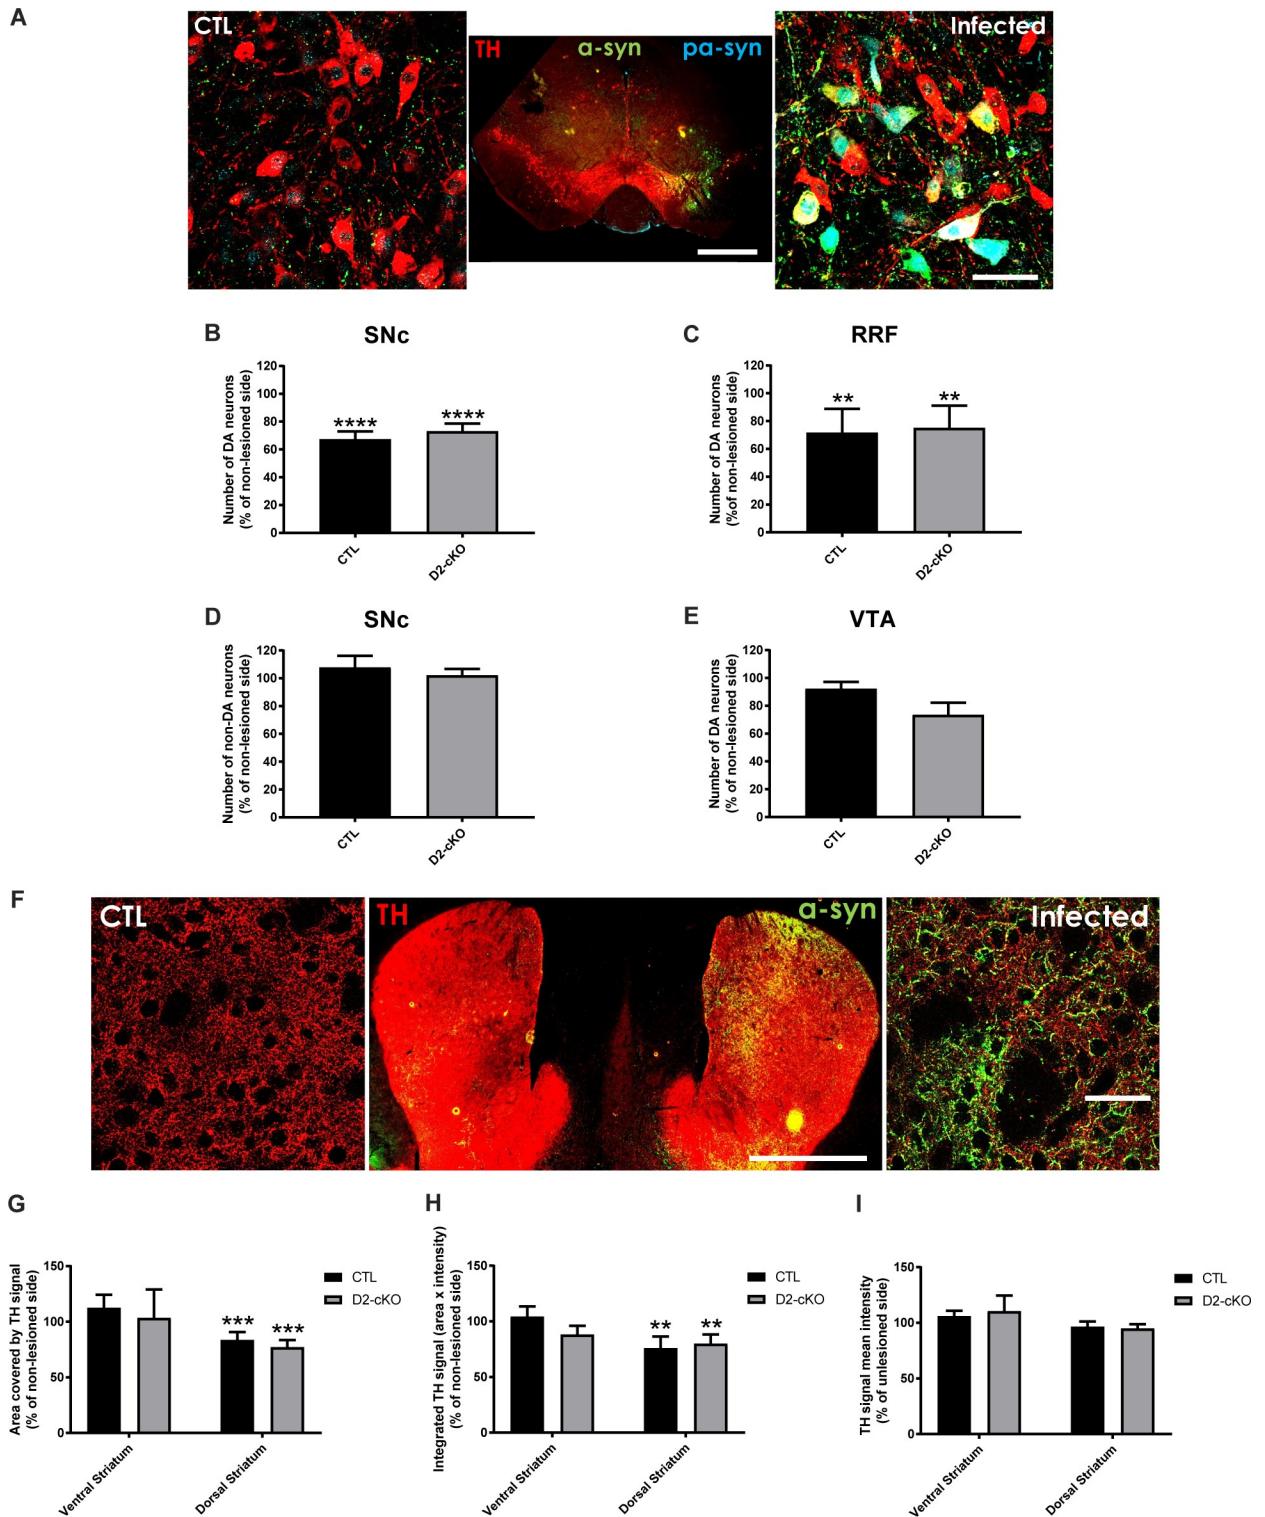 A
CTL
TH
a-syn
pa-syn
Infected
B
SNc
Number of DA neurons
(% of non-lesioned side)
120
100
80
60
40
20
0
****
****
CTL
D2-cKO
C
RRF
Number of DA neurons
(%of non-lesioned side)
120
100
80
60
40
20
0
**
**
CTL
D2-cKO
D
SNc
Number of non-DA neurons
(% of non-lesioned side)
120
100
80
60
40
20
0
CTL
D2-cKO
E
VTA
Number of DA neurons
(% of non-lesioned side)
120
100
80
60
40
20
0
CTL
D2-cKO
F
CTL
TH
a-syn
Infected
G
Area covered by TH signal
(% of non-lesioned side)
150
100
50
0
***
***
Ventral Striatum
Dorsal Striatum
CTL
D2-cKO
H
Integrated TH signal (area x intensity)
(% of non-lesioned side)
150
100
50
0
**
**
Ventral Striatum
Dorsal Striatum
CTL
D2-cKO
I
TH signal mean intensity
(% of unlesioned side)
150
100
50
0
Ventral Striatum
Dorsal Striatum
CTL
D2-cKO